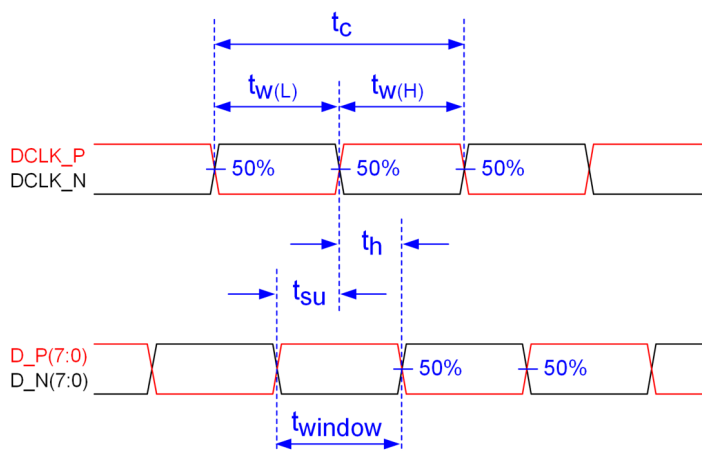 tc
tw(L) tw(H)
DCLK_P
DCLK_N
50% 50% 50%
th
tsu
D_P(7:0)
D_N(7:0)
50% 50%
twindow